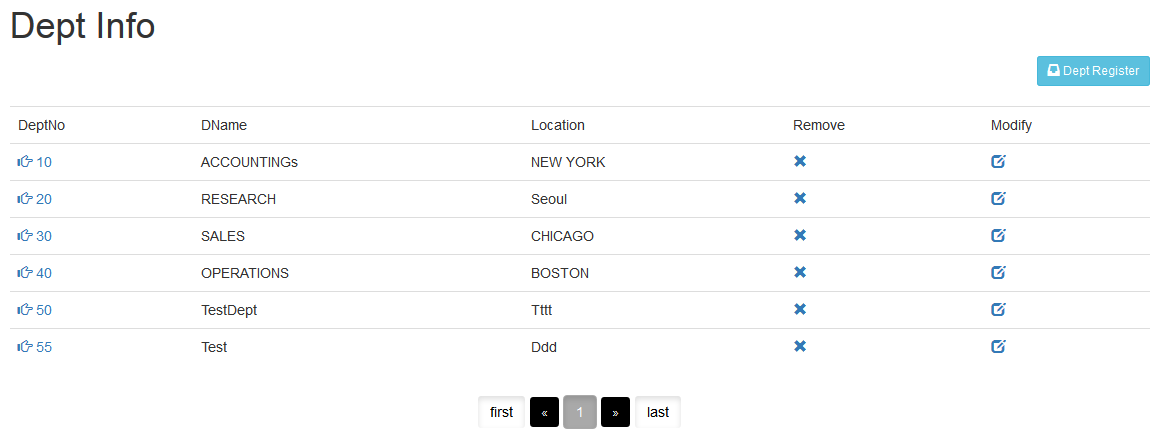 Dept Info
Dept Register
DeptNo DName Location Remove Modify
10 ACCOUNTINGs NEW YORK
20 RESEARCH Seoul
30 SALES CHICAGO
40 OPERATIONS BOSTON
50 TestDept Tttt
55 Test Ddd
first « 1 » last